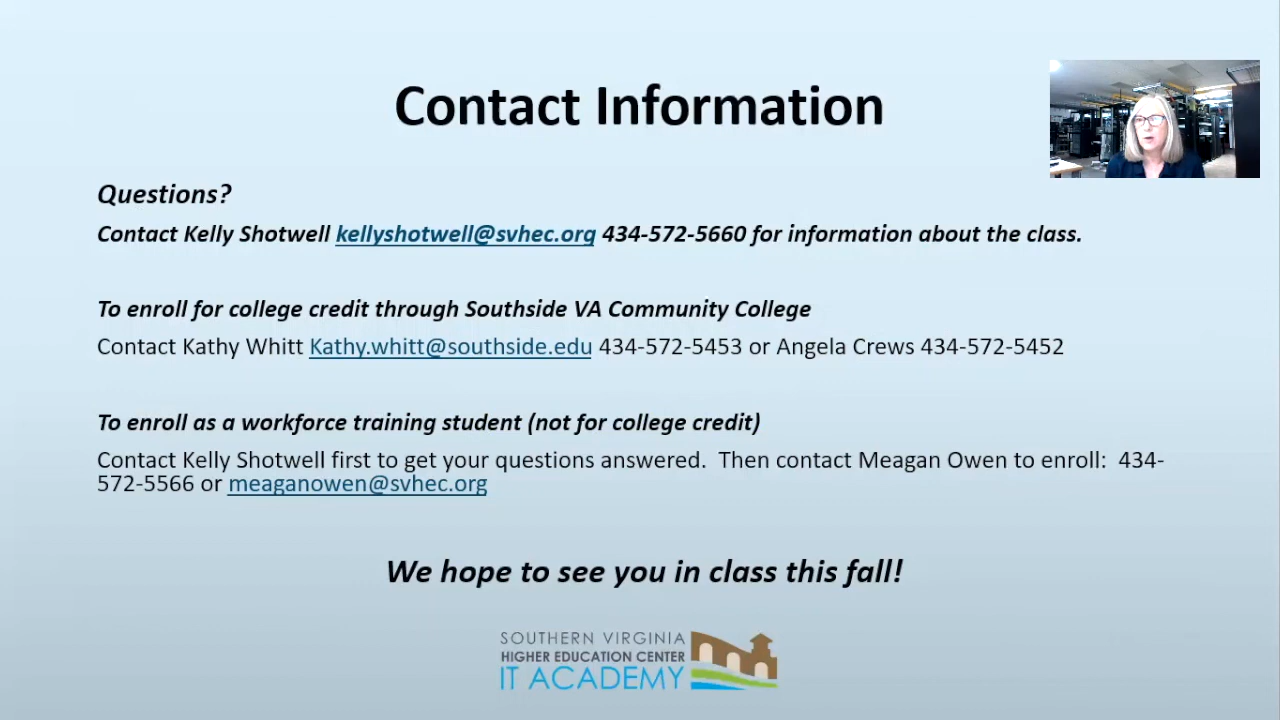 Contact Information
Questions?
Contact Kelly Shotwell kellyshotwell@svhec.org 434-572-5660 for information about the class.
To enroll for college credit through Southside VA Community College
Contact Kathy Whitt Kathy.whitt@southside.edu 434-572-5453 or Angela Crews 434-572-5452
To enroll as a workforce training student (not for college credit)
Contact Kelly Shotwell first to get your questions answered.  Then contact Meagan Owen to enroll:  434-
572-5566 or meaganowen@svhec.org
We hope to see you in class this fall!
SOUTHERN VIRGINIA
HIGHER EDUCATION CENTER
IT ACADEMY